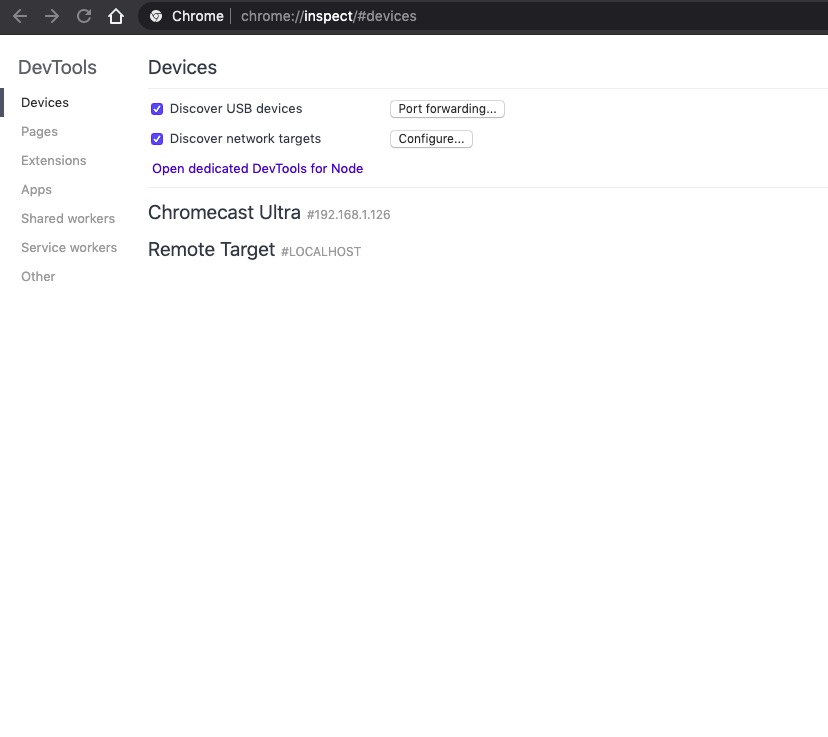 Chrome chrome://inspect/#devices
DevTools
Devices
Pages
Extensions
Apps
Shared workers
Service workers
Other
Devices
Discover USB devices Port forwarding...
Discover network targets Configure...
Open dedicated DevTools for Node
Chromecast Ultra #192.168.1.126
Remote Target #LOCALHOST